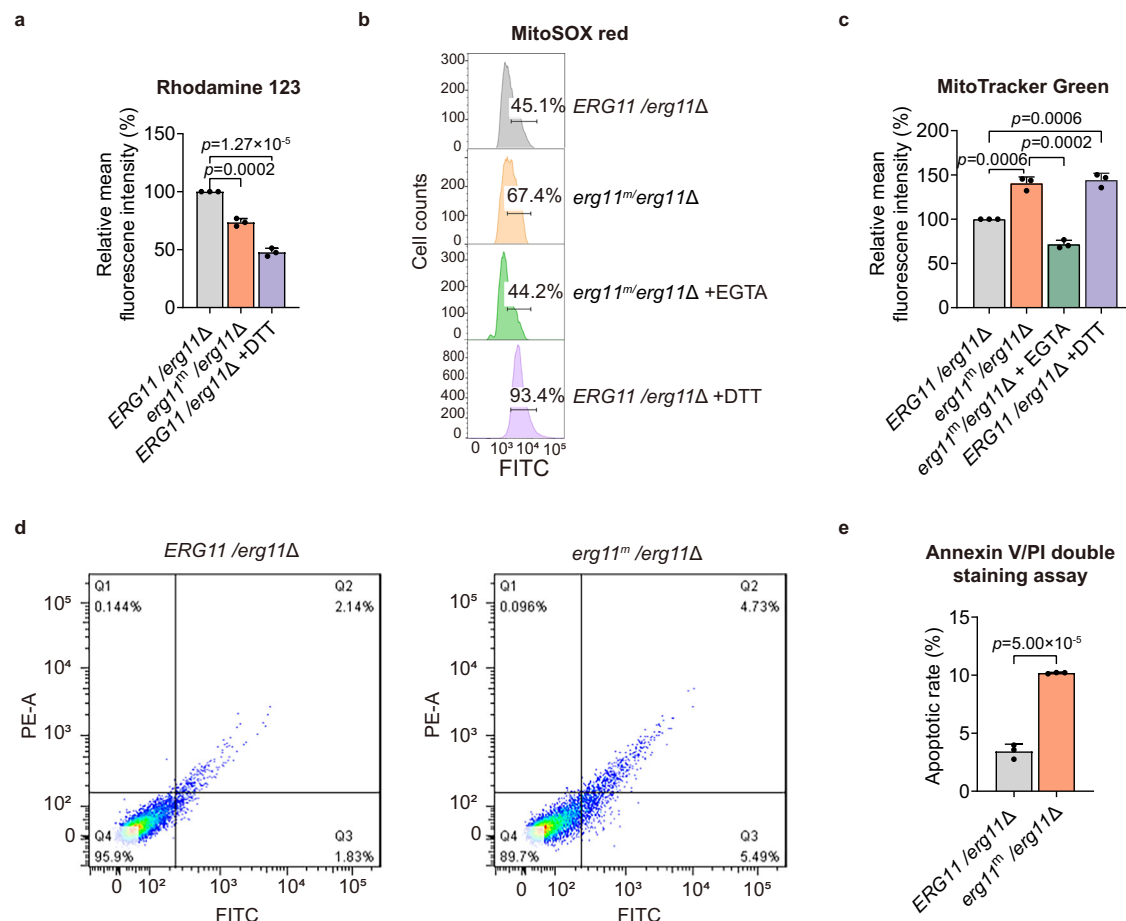 a
Rhodamine 123
Relative mean
fluorescene intensity (%)
150
100
50
0
p=1.27×10⁻⁵
p=0.0002
ERG11 /erg11Δ
erg11ᵐ /erg11Δ
ERG11 /erg11Δ +DTT
b
MitoSOX red
Cell counts
300
200
100
0
45.1%
ERG11 /erg11Δ
200
100
0
67.4%
erg11ᵐ/erg11Δ
300
200
100
0
44.2%
erg11ᵐ/erg11Δ +EGTA
800
600
400
200
0
93.4%
ERG11 /erg11Δ +DTT
0 10³ 10⁴ 10⁵
FITC
c
MitoTracker Green
Relative mean
fluorescene intensity (%)
200
150
100
50
0
p=0.0006
p=0.0002
p=0.0006
ERG11 /erg11Δ
erg11ᵐ/erg11Δ
erg11ᵐ/erg11Δ + EGTA
ERG11 /erg11Δ +DTT
d
ERG11 /erg11Δ
PE-A
10⁵
10⁴
10³
10²
0
Q1
0.144%
Q2
2.14%
Q4
95.9%
Q3
1.83%
0 10² 10³ 10⁴ 10⁵
FITC
erg11ᵐ /erg11Δ
PE-A
10⁵
10⁴
10³
10²
0
Q1
0.096%
Q2
4.73%
Q4
89.7%
Q3
5.49%
0 10² 10³ 10⁴ 10⁵
FITC
e
Annexin V/PI double
staining assay
Apoptotic rate (%)
15
10
5
0
p=5.00×10⁻⁵
ERG11 /erg11Δ
erg11ᵐ /erg11Δ